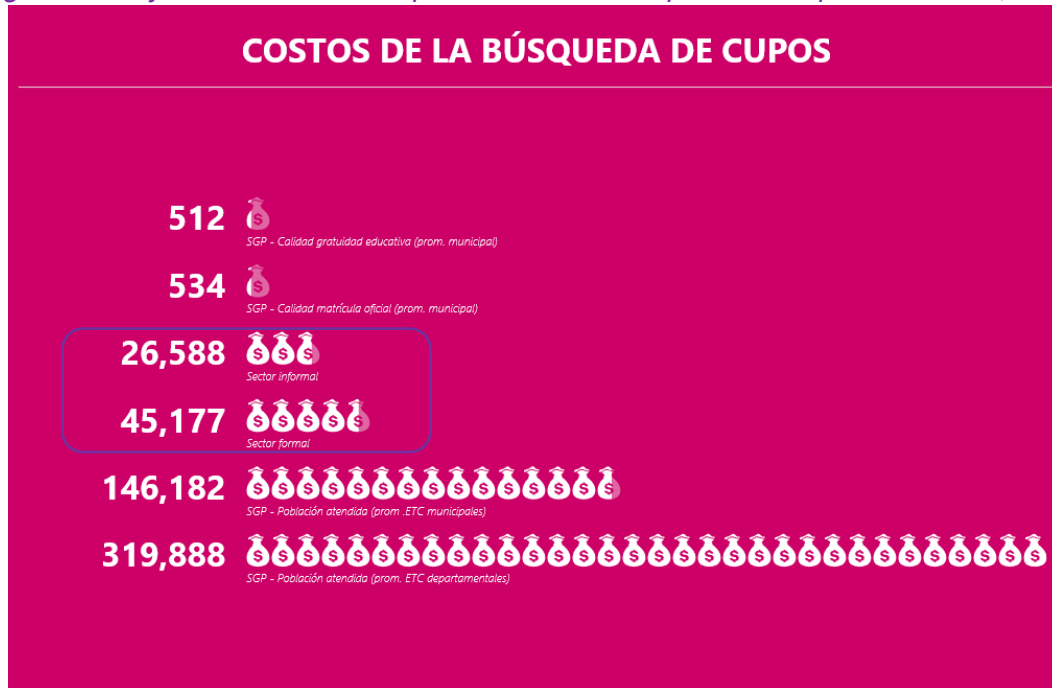 COSTOS DE LA BÚSQUEDA DE CUPOS
512
SGP - Calidad gratuidad educativa (prom. municipal)
534
SGP - Calidad matrícula oficial (prom. municipal)
26,588
Sector informal
45,177
Sector formal
146,182
SGP - Población atendida (prom .ETC municipales)
319,888
SGP - Población atendida (prom. ETC departamentales)